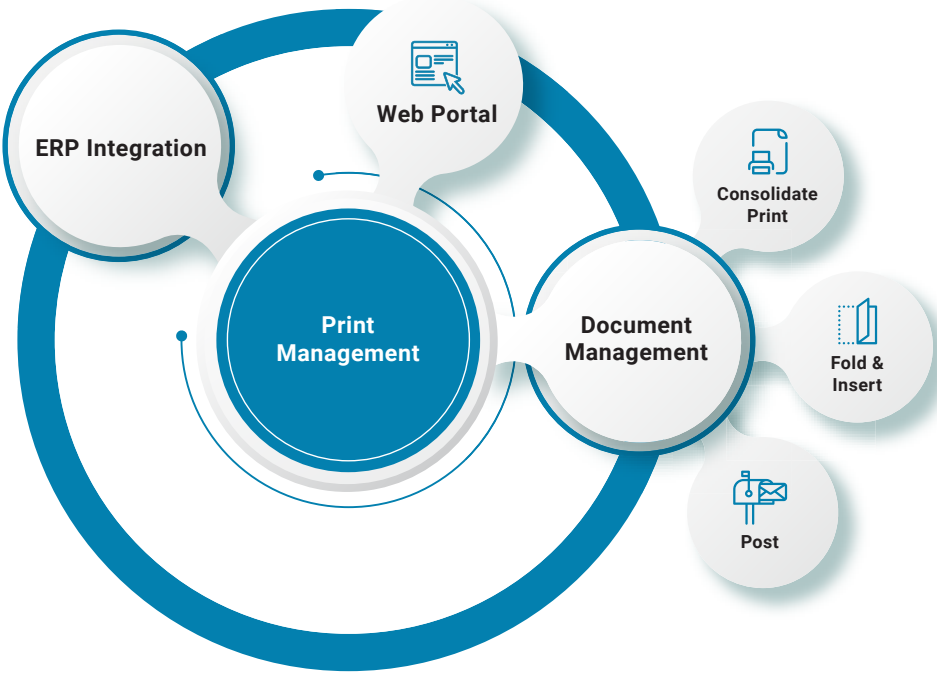 Web Portal
ERP Integration
Consolidate
Print
Print
Management
Document
Management
Fold &
Insert
Post